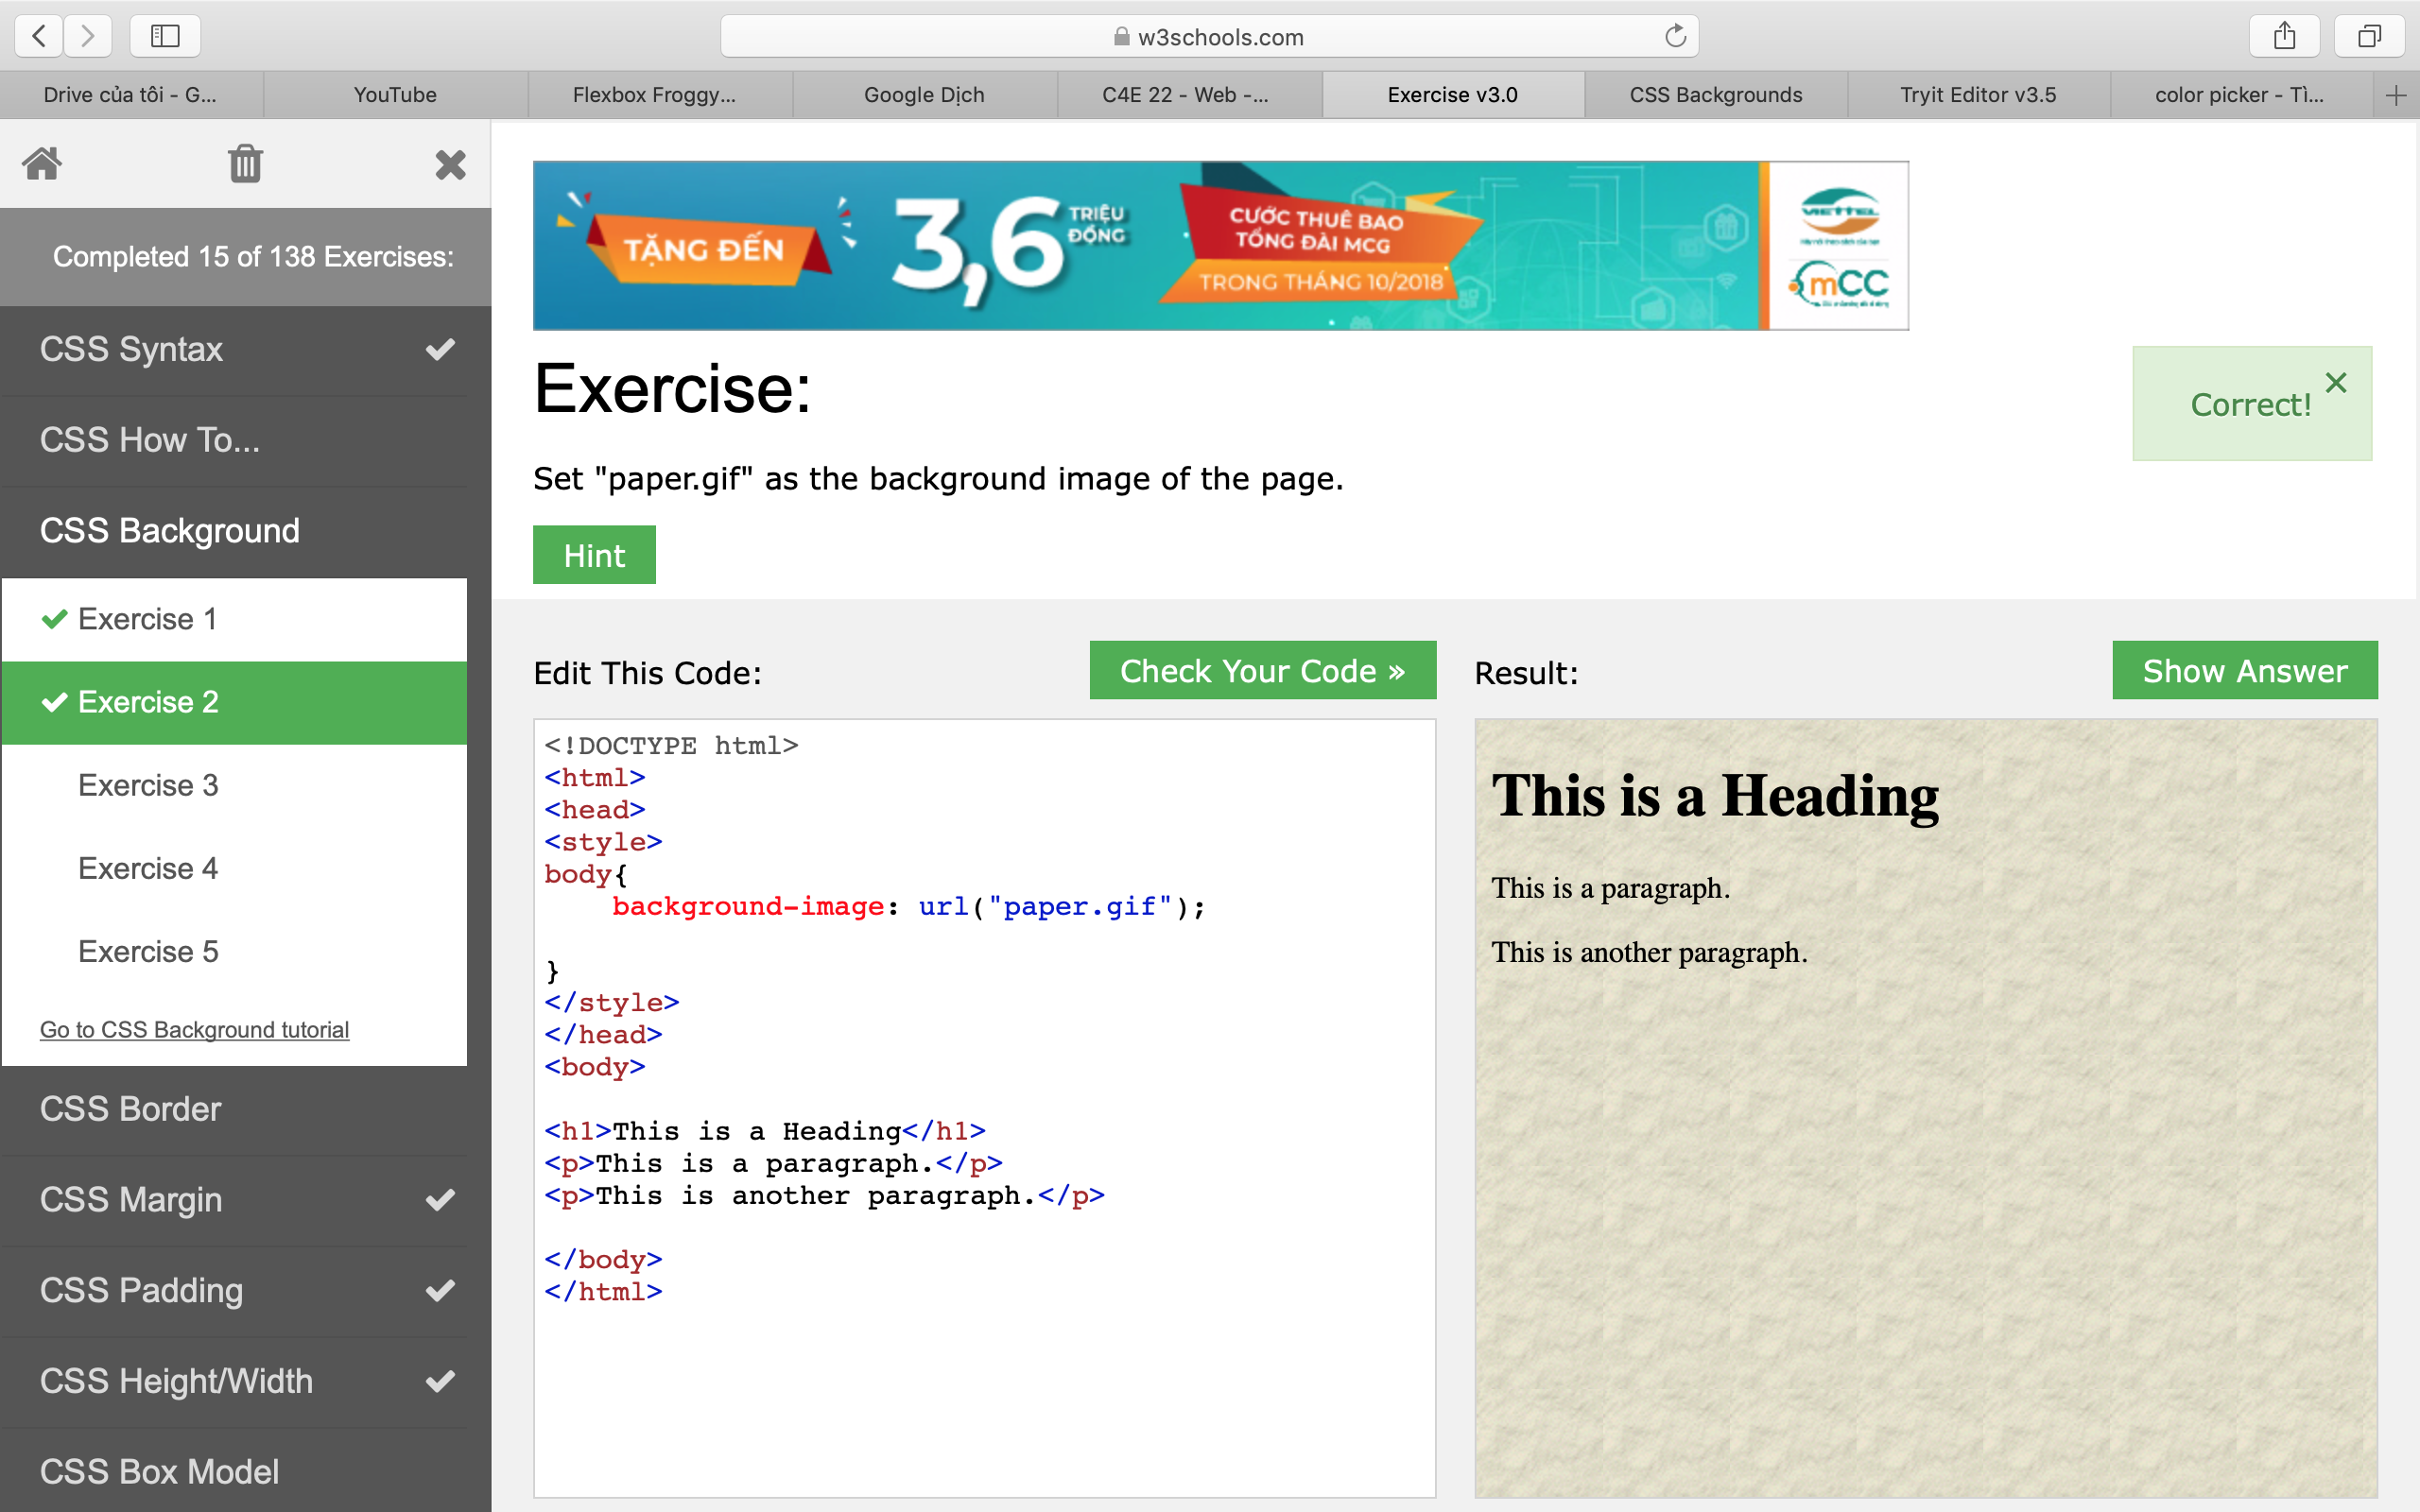 w3schools.com
Drive của tôi - G...
YouTube
Flexbox Froggy...
Google Dịch
C4E 22 - Web -...
Exercise v3.0
CSS Backgrounds
Tryit Editor v3.5
color picker - Tì...
Completed 15 of 138 Exercises:
CSS Syntax
CSS How To...
CSS Background
Exercise 1
Exercise 2
Exercise 3
Exercise 4
Exercise 5
Go to CSS Background tutorial
CSS Border
CSS Margin
CSS Padding
CSS Height/Width
CSS Box Model
TẶNG ĐẾN
3,6
TRIỆU
ĐỒNG
CƯỚC THUÊ BAO
TỔNG ĐÀI MCG
TRONG THÁNG 10/2018
VIETTEL
mCC
Exercise:
Correct!
Set "paper.gif" as the background image of the page.
Hint
Edit This Code:
Check Your Code »
<!DOCTYPE html>
<html>
<head>
<style>
body{
    background-image: url("paper.gif");
}
</style>
</head>
<body>
<h1>This is a Heading</h1>
<p>This is a paragraph.</p>
<p>This is another paragraph.</p>
</body>
</html>
Result:
Show Answer
This is a Heading
This is a paragraph.
This is another paragraph.